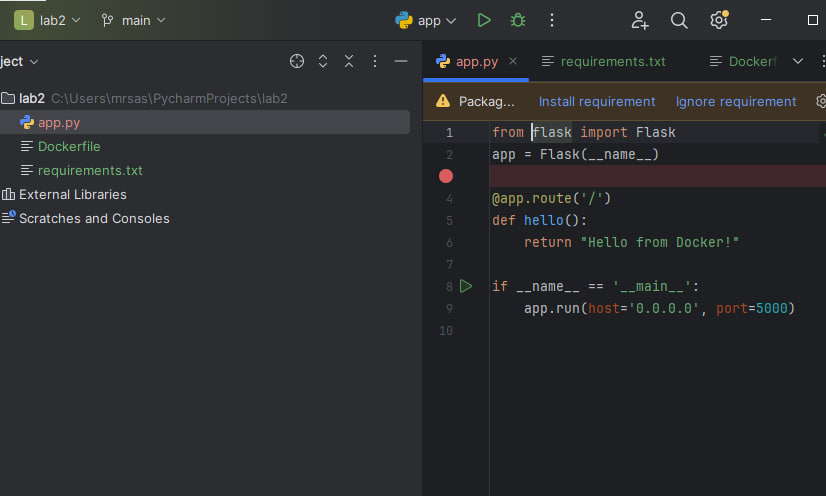 L lab2 main app
ject
lab2 C:\Users\mrsas\PycharmProjects\lab2
app.py
Dockerfile
requirements.txt
External Libraries
Scratches and Consoles
app.py requirements.txt Dockerf
Packag... Install requirement Ignore requirement
1 from flask import Flask
2 app = Flask(__name__)
4 @app.route('/')
5 def hello():
6 return "Hello from Docker!"
7
8 if __name__ == '__main__':
9 app.run(host='0.0.0.0', port=5000)
10